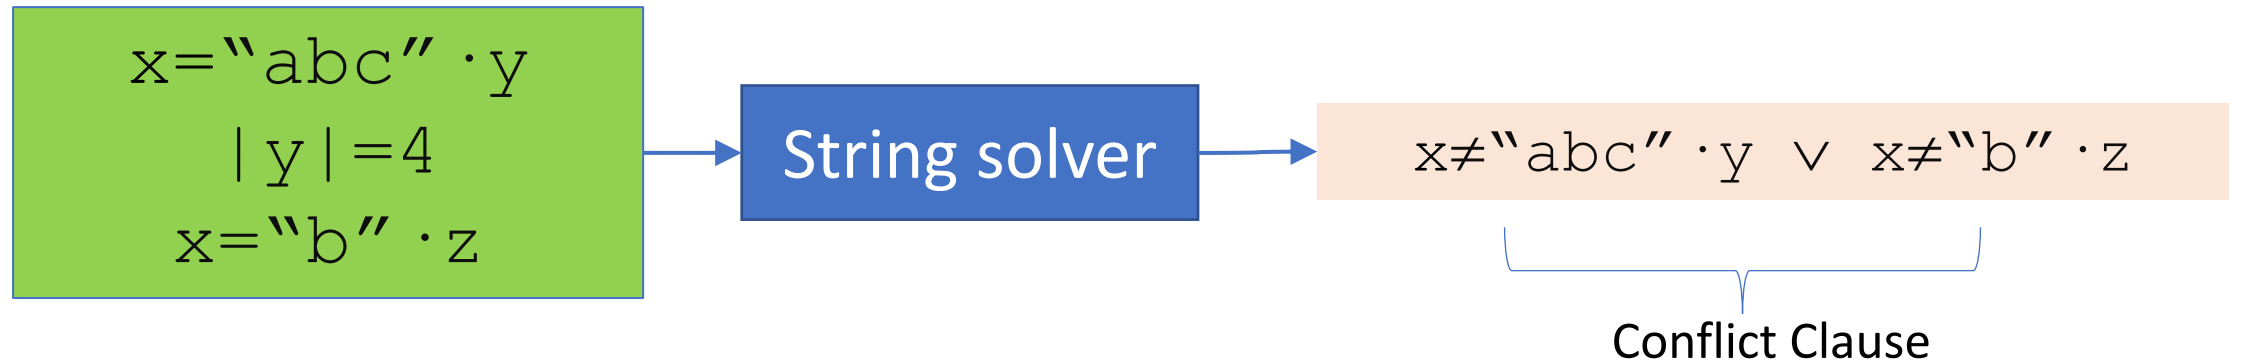 x=“abc”·y
|y|=4
x=“b”·z
String solver
x≠“abc”·y ∨ x≠“b”·z
Conflict Clause